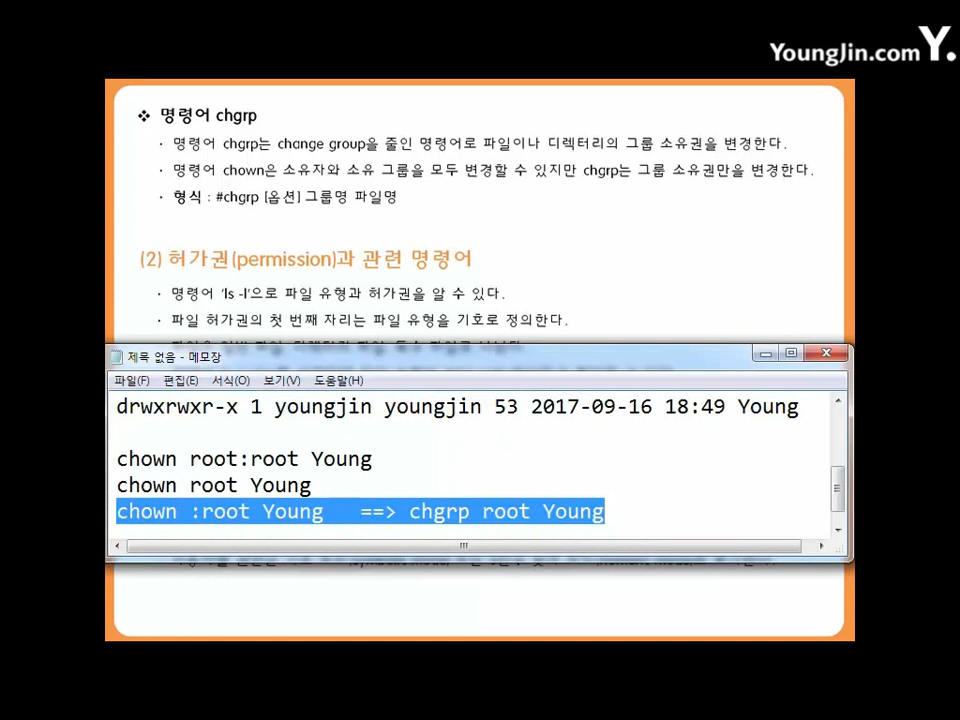 YoungJin.com Y.
❖ 명령어 chgrp
· 명령어 chgrp는 change group을 줄인 명령어로 파일이나 디렉터리의 그룹 소유권을 변경한다.
· 명령어 chown은 소유자와 소유 그룹을 모두 변경할 수 있지만 chgrp는 그룹 소유권만을 변경한다.
· 형식 : #chgrp [옵션] 그룹명 파일명
(2) 허가권(permission)과 관련 명령어
· 명령어 'ls -l'으로 파일 유형과 허가권을 알 수 있다.
· 파일 허가권의 첫 번째 자리는 파일 유형을 기호로 정의한다.
제목 없음 - 메모장
파일(F) 편집(E) 서식(O) 보기(V) 도움말(H)
drwxrwxr-x 1 youngjin youngjin 53 2017-09-16 18:49 Young
chown root:root Young
chown root Young
chown :root Young ==> chgrp root Young